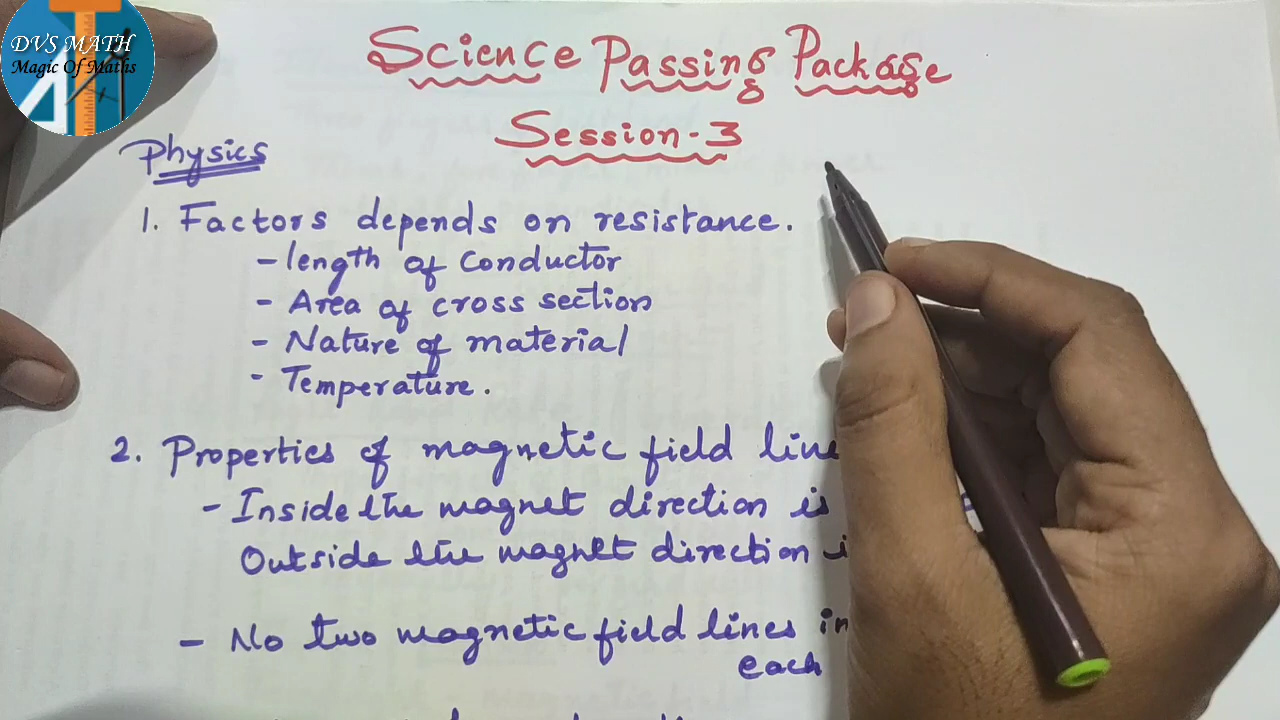 DVS MATH
Magic Of Maths
Science Passing Package
Session-3
Physics
1. Factors depends on resistance.
- length of conductor
- Area of cross section
- Nature of material
- Temperature.
2. Properties of magnetic field line
- Inside the magnet direction is
Outside the magnet direction
- No two magnetic field lines
each